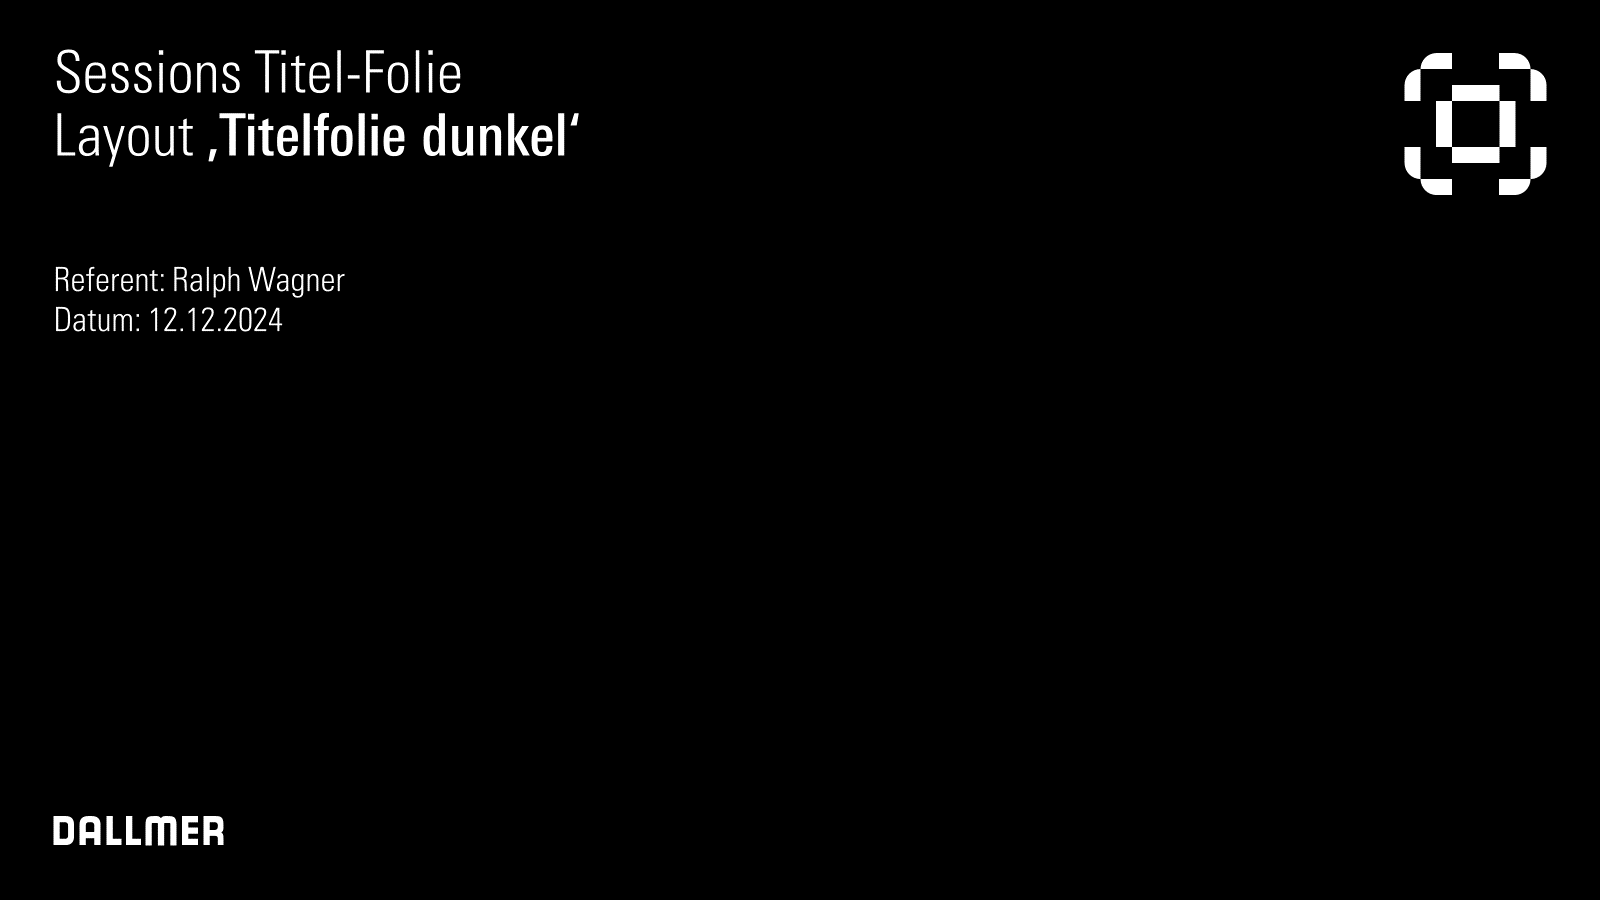 Sessions Titel-Folie
Layout ‚Titelfolie dunkel‘
Referent: Ralph Wagner
Datum: 12.12.2024
DALLMER